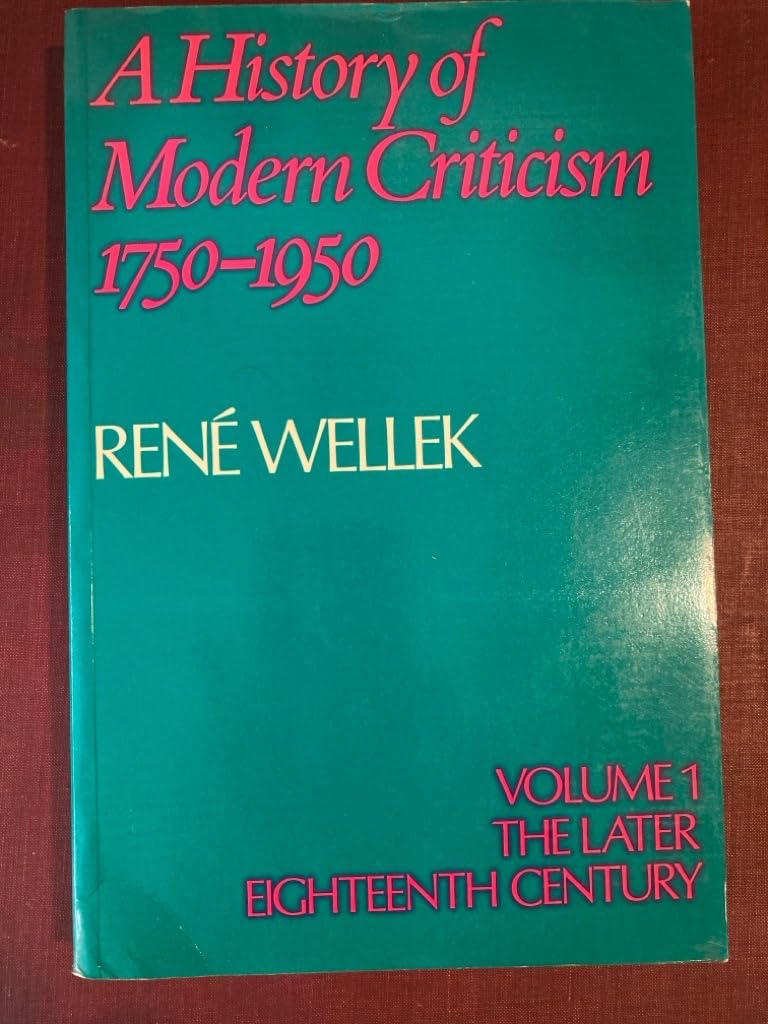 A History of
Modern Criticism
1750–1950
RENÉ WELLEK
VOLUME 1
THE LATER
EIGHTEENTH CENTURY